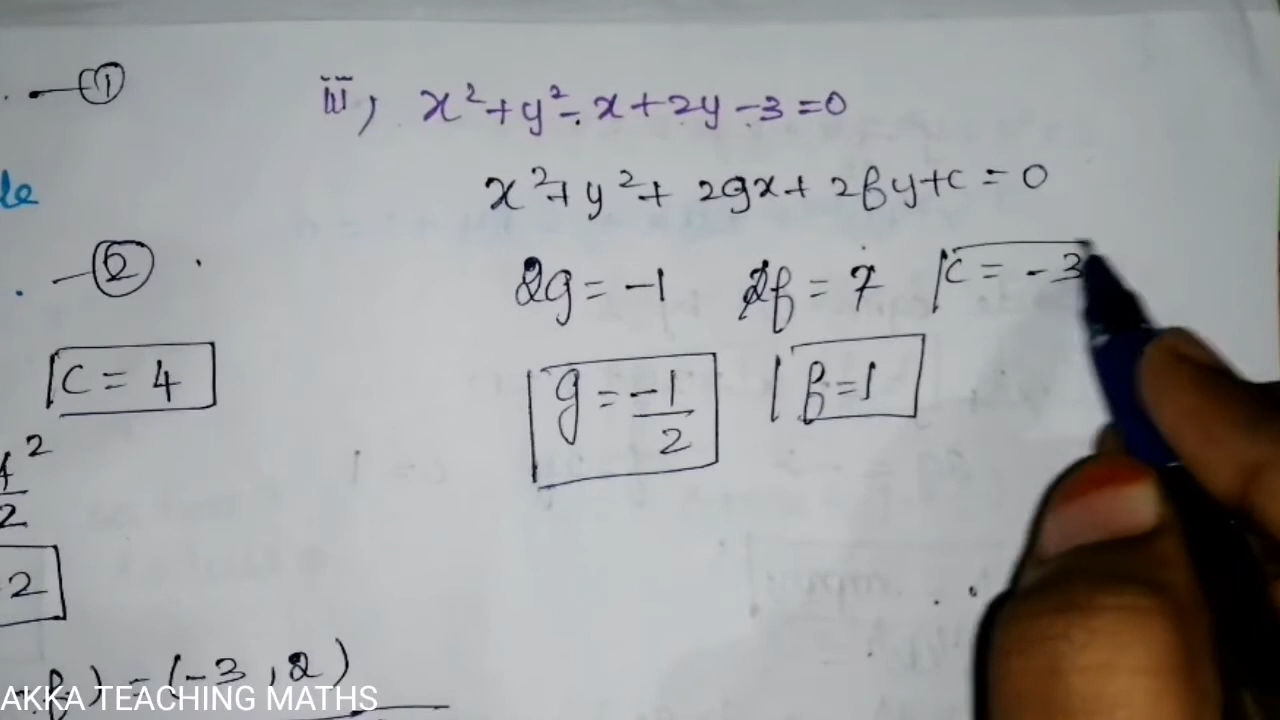 . — ①
iii) x²+y²-x+2y-3=0
x²+y²+2gx+2fy+c=0
②
2g = -1 2f = 2 c = -3
c = 4
g = -1/2 f = 1
2
2
2
(-3, 2)
AKKA TEACHING MATHS